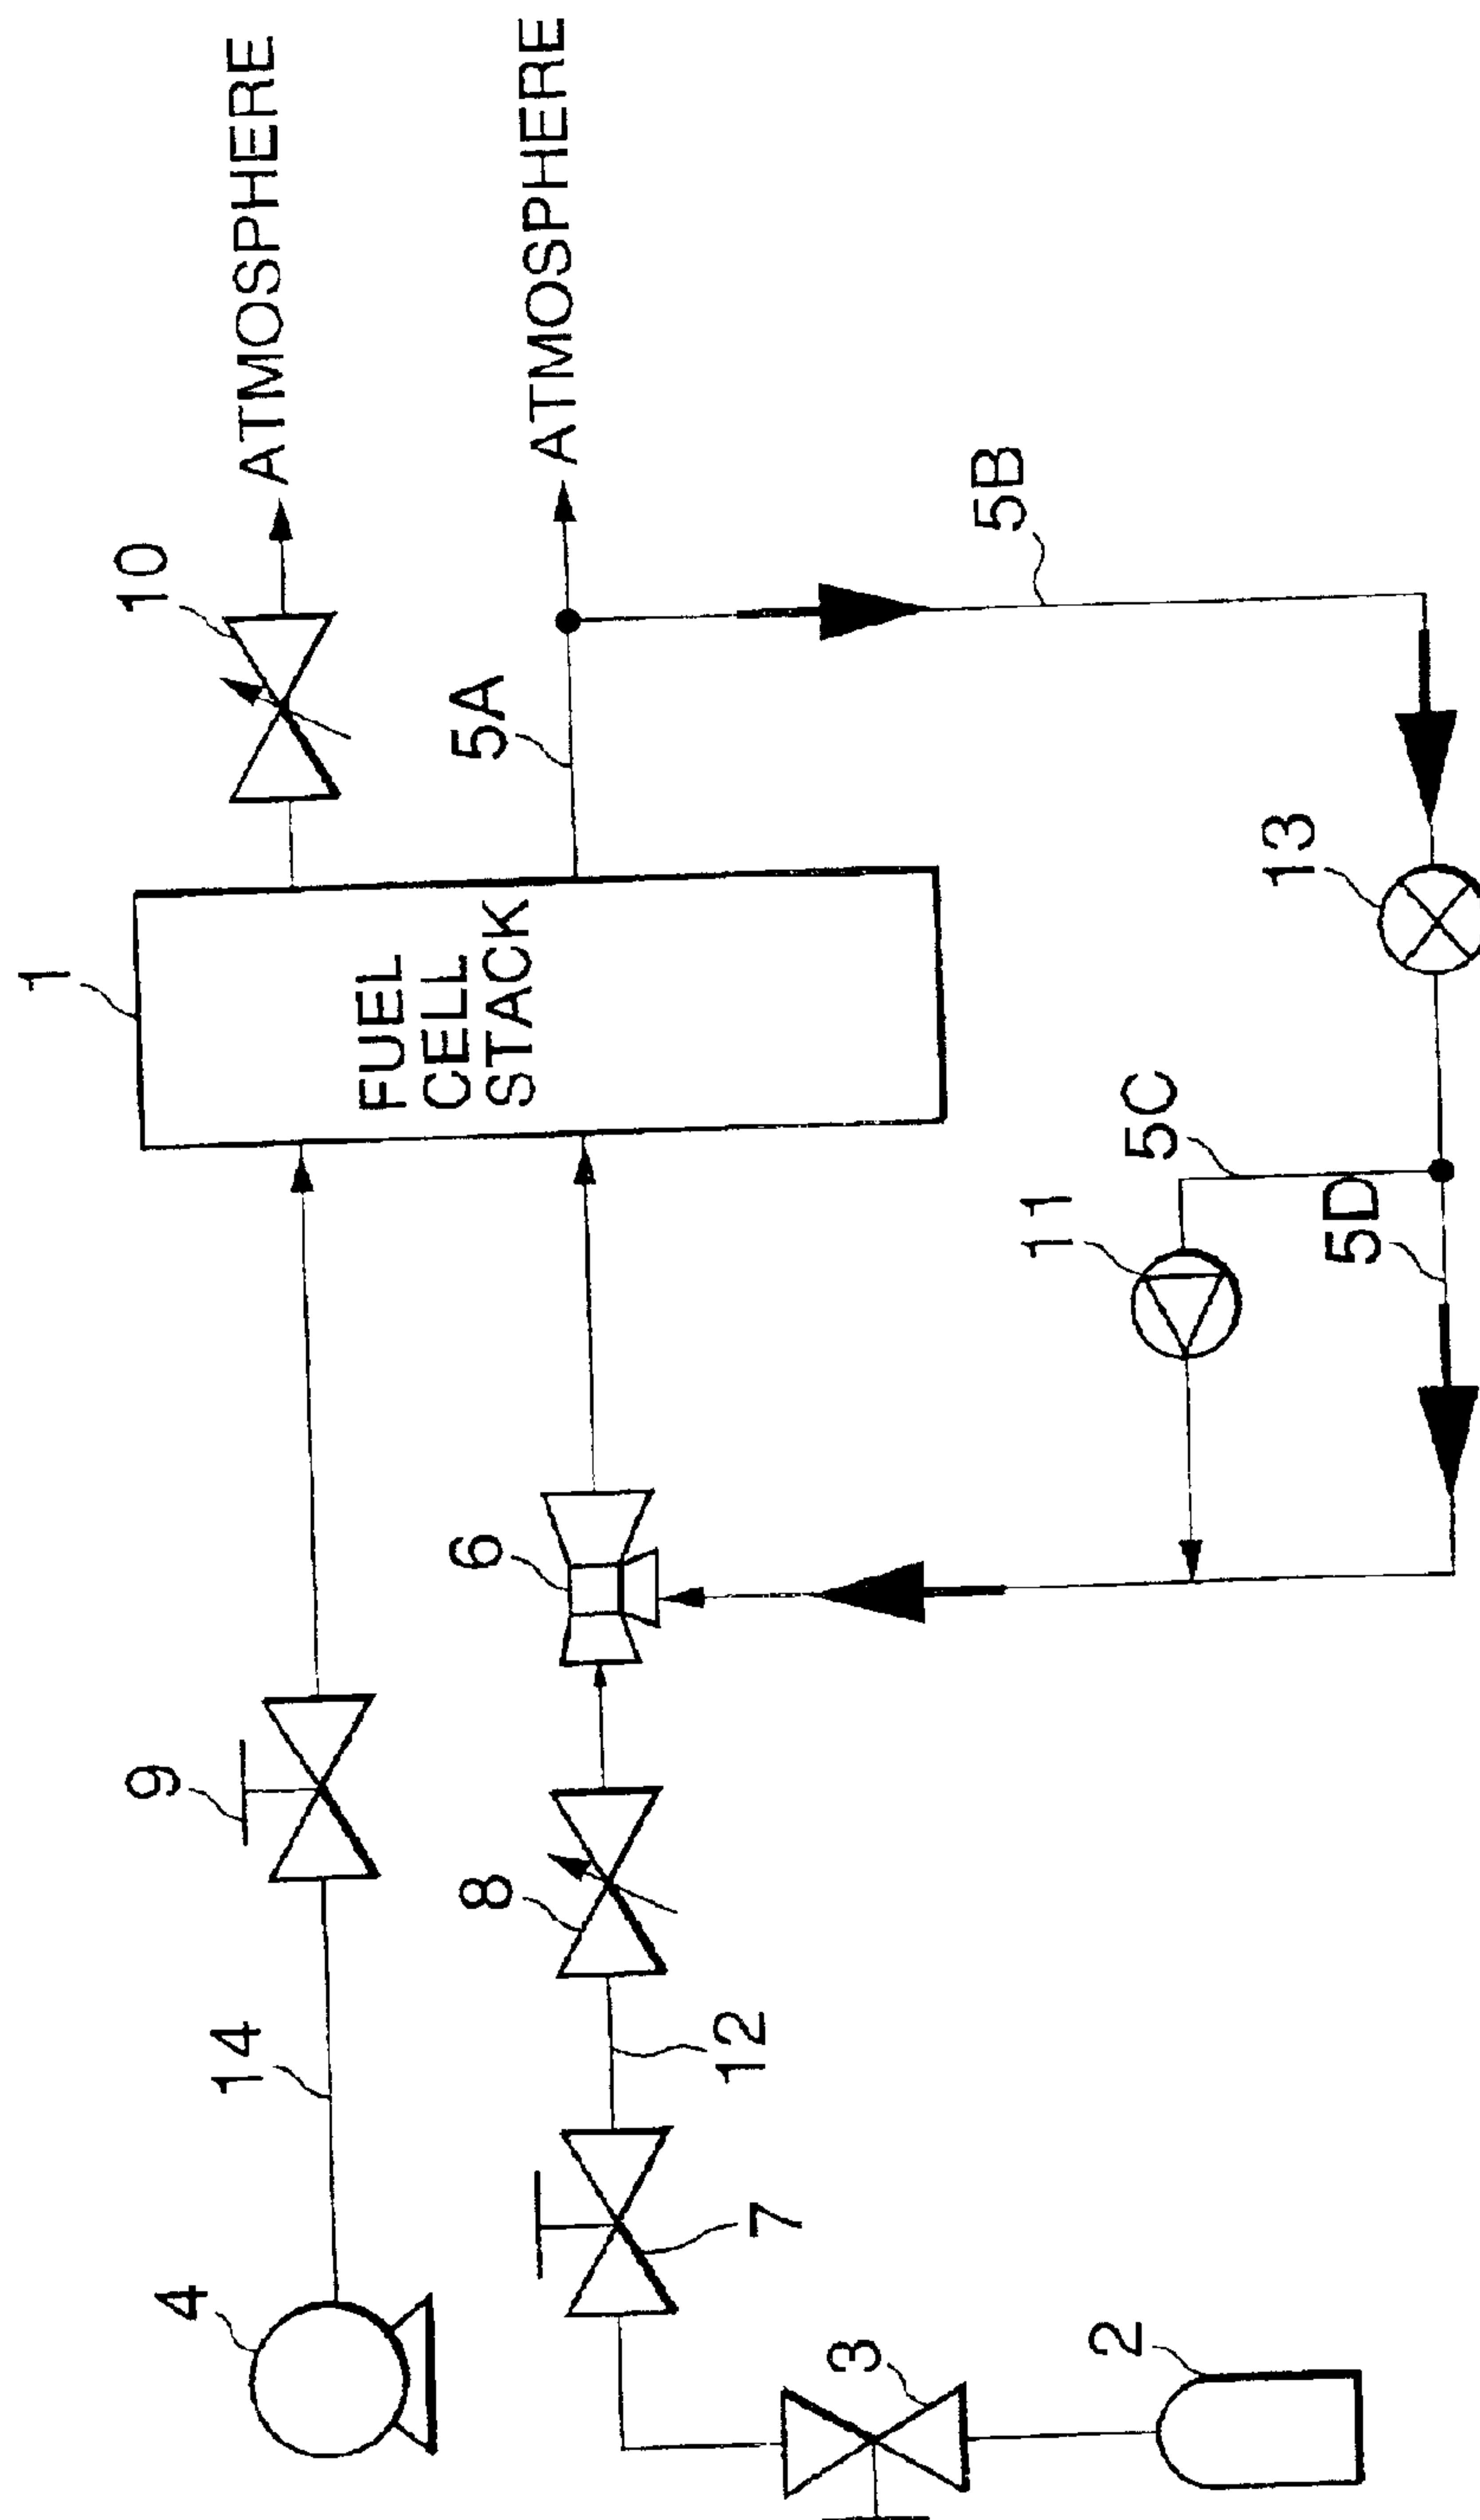 ATMOSPHERE
ATMOSPHERE
10
5A
5B
1
FUEL
CELL
STACK
13
5C
11
5D
6
9
8
14
12
7
4
3
2